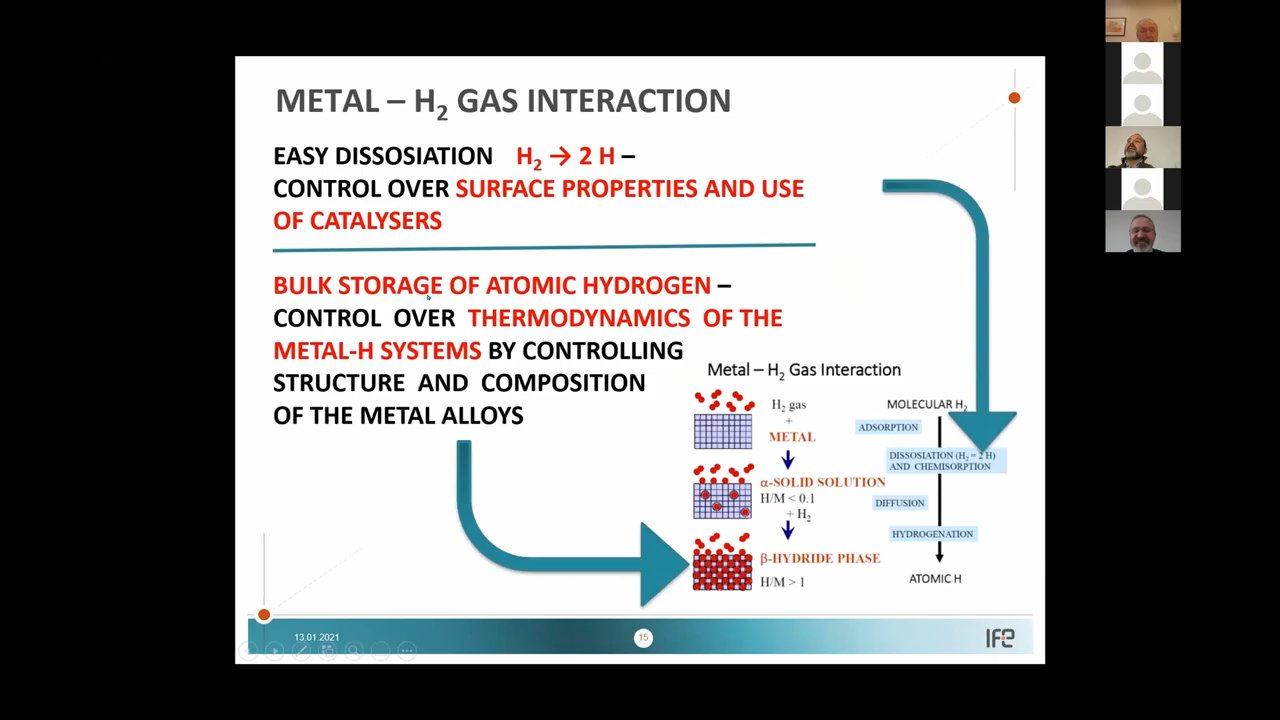 METAL – H2 GAS INTERACTION
EASY DISSOSIATION H2 → 2 H –
CONTROL OVER SURFACE PROPERTIES AND USE
OF CATALYSERS
BULK STORAGE OF ATOMIC HYDROGEN –
CONTROL OVER THERMODYNAMICS OF THE
METAL-H SYSTEMS BY CONTROLLING
STRUCTURE AND COMPOSITION
OF THE METAL ALLOYS
Metal – H2 Gas Interaction
H2 gas
+
METAL
α-SOLID SOLUTION
H/M < 0.1
+ H2
β-HYDRIDE PHASE
H/M > 1
MOLECULAR H2
ADSORPTION
DISSOSIATION (H2 = 2 H)
AND CHEMISORPTION
DIFFUSION
HYDROGENATION
ATOMIC H
13.01.2021
15
IFE